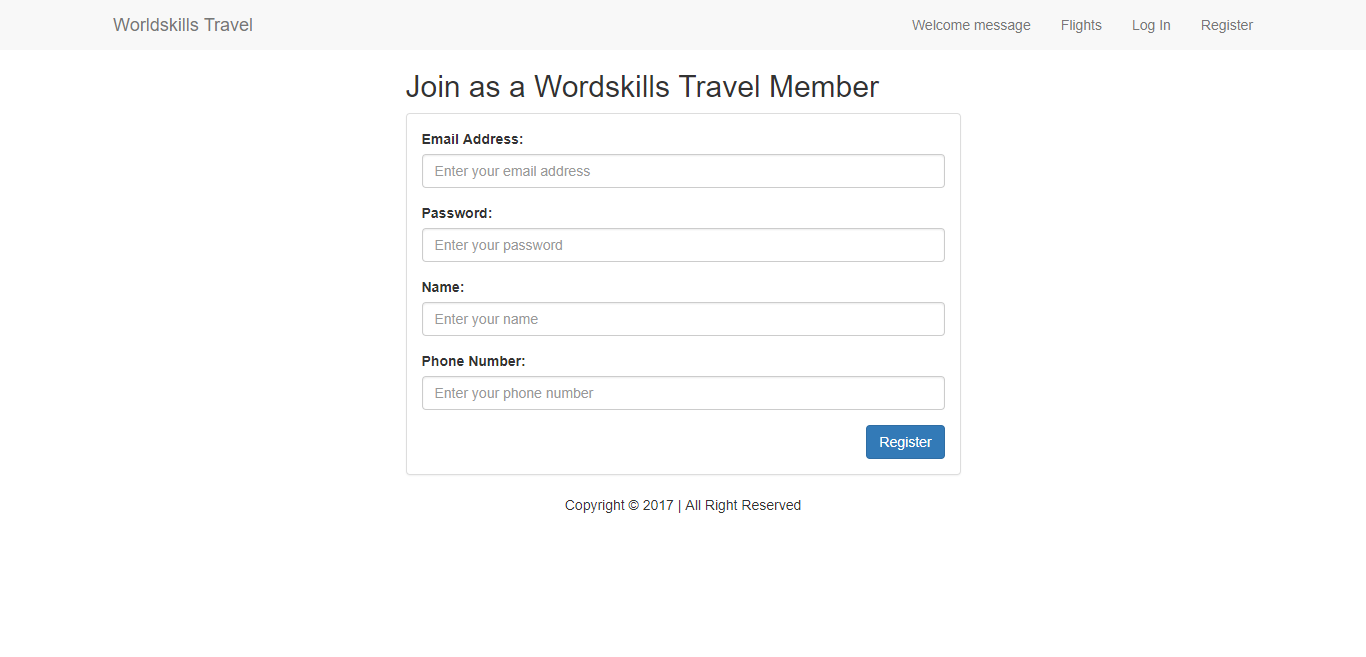 Worldskills Travel Welcome message Flights Log In Register
Join as a Wordskills Travel Member
Email Address:
Enter your email address
Password:
Enter your password
Name:
Enter your name
Phone Number:
Enter your phone number
Register
Copyright © 2017 | All Right Reserved